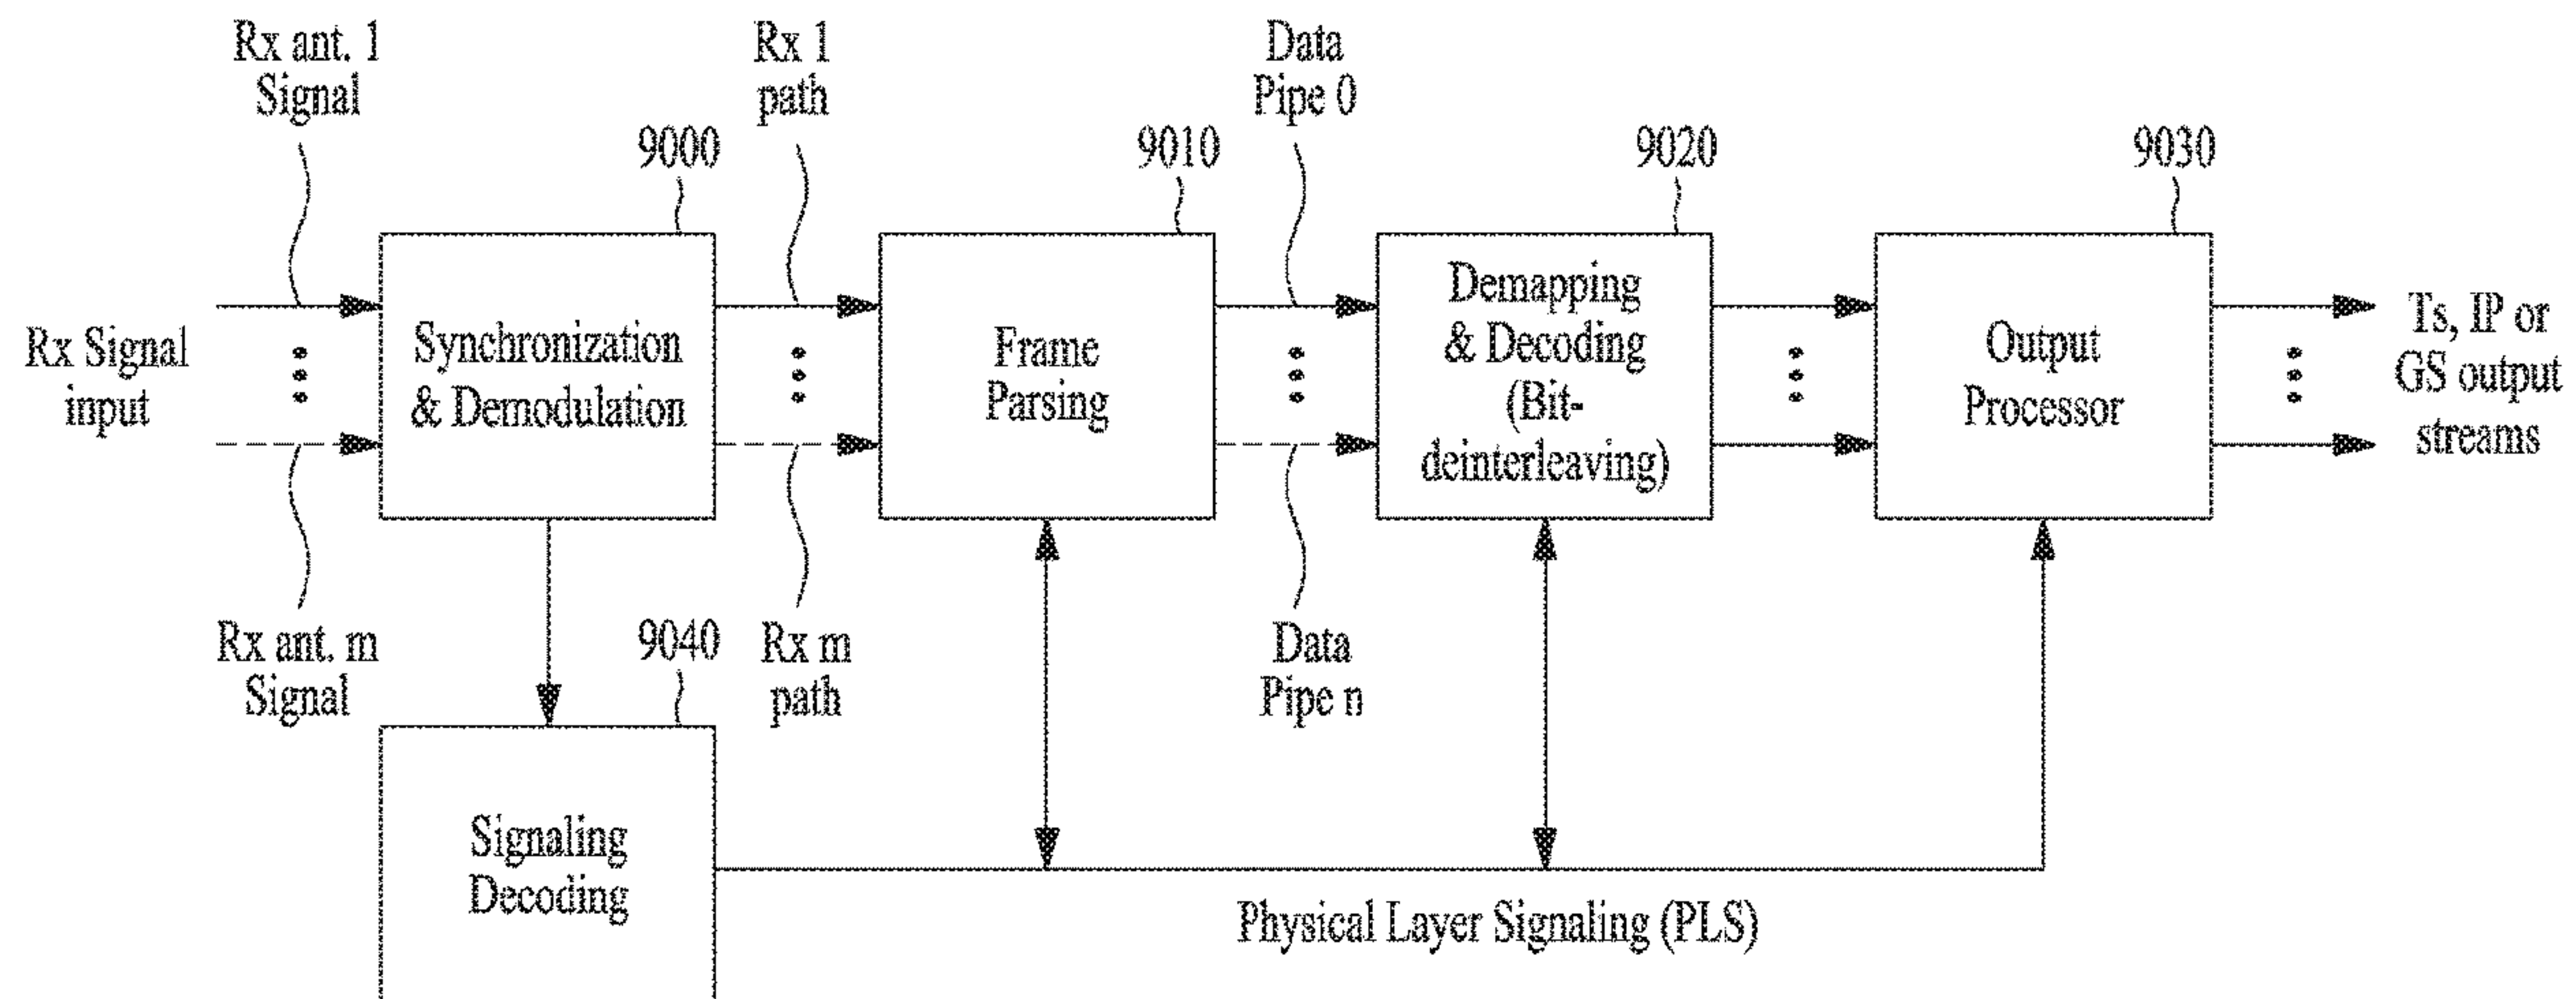 Rx ant. 1
Signal
Rx 1
path
Data
Pipe 0
9000
9010
9020
9030
Rx Signal
input
Synchronization
& Demodulation
Frame
Parsing
Demapping
& Decoding
(Bit-
deinterleaving)
Output
Processor
Ts, IP or
GS output
streams
Rx ant. m
Signal
9040
Rx m
path
Data
Pipe n
Signaling
Decoding
Physical Layer Signaling (PLS)